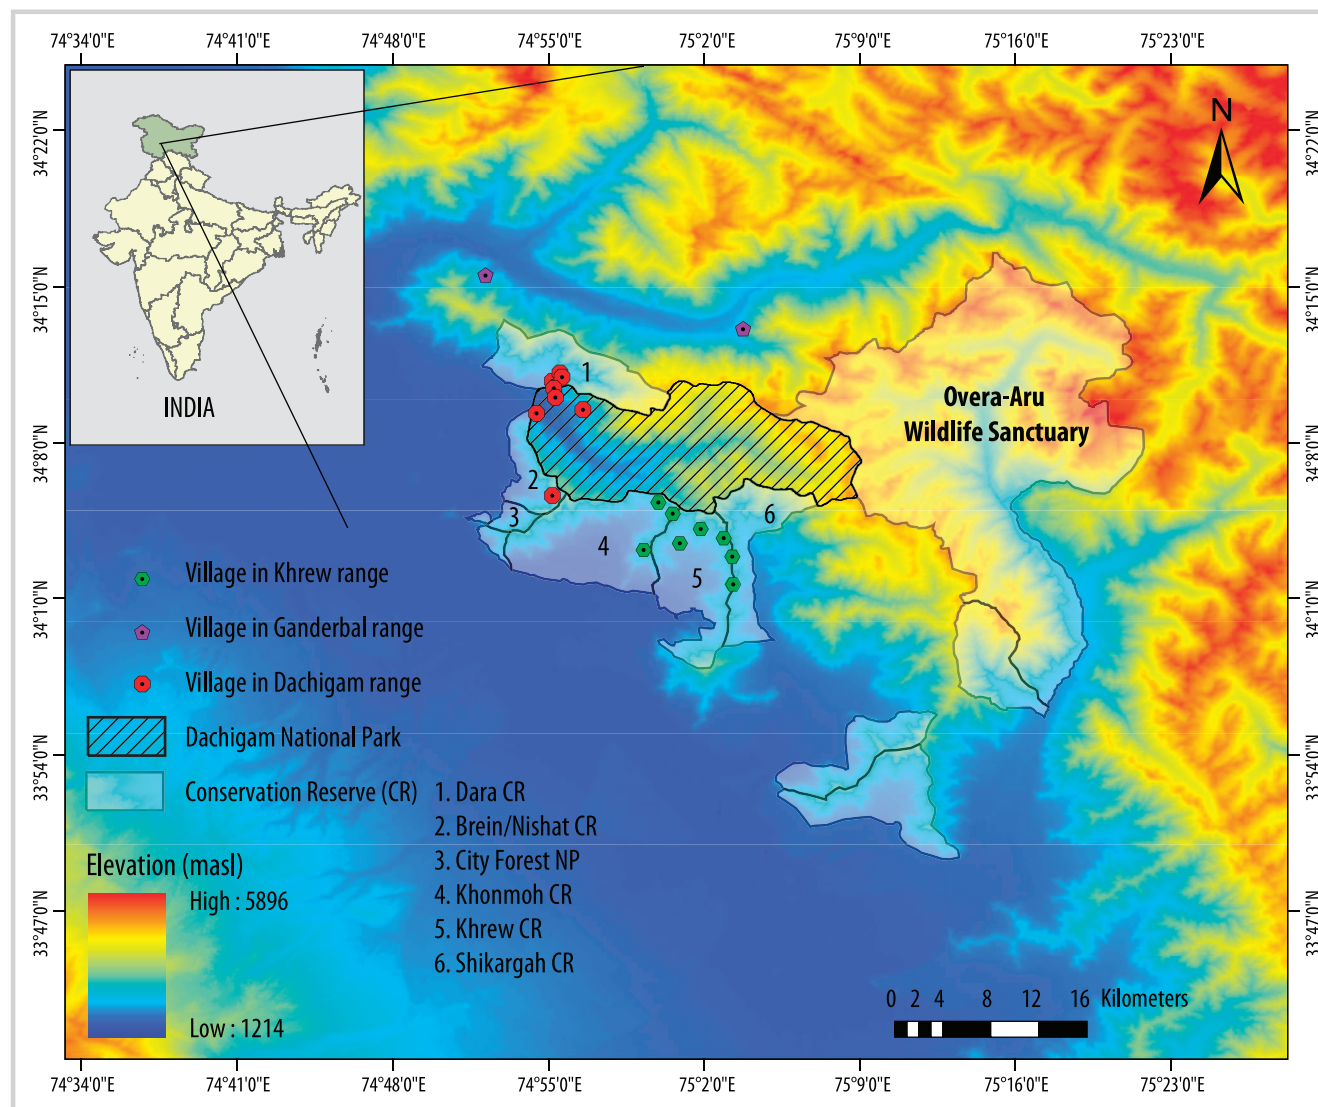 74°34'0"E 74°41'0"E 74°48'0"E 74°55'0"E 75°2'0"E 75°9'0"E 75°16'0"E 75°23'0"E
34°22'0"N
34°22'0"N
N
34°15'0"N
34°15'0"N
INDIA
1
Overa-Aru
Wildlife Sanctuary
34°8'0"N
34°8'0"N
2
3
6
4
5
34°1'0"N
34°1'0"N
Village in Khrew range
Village in Ganderbal range
Village in Dachigam range
Dachigam National Park
Conservation Reserve (CR)
33°54'0"N
33°54'0"N
1. Dara CR
2. Brein/Nishat CR
3. City Forest NP
4. Khonmoh CR
5. Khrew CR
6. Shikargah CR
Elevation (masl)
High : 5896
Low : 1214
33°47'0"N
33°47'0"N
0 2 4 8 12 16 Kilometers
74°34'0"E 74°41'0"E 74°48'0"E 74°55'0"E 75°2'0"E 75°9'0"E 75°16'0"E 75°23'0"E